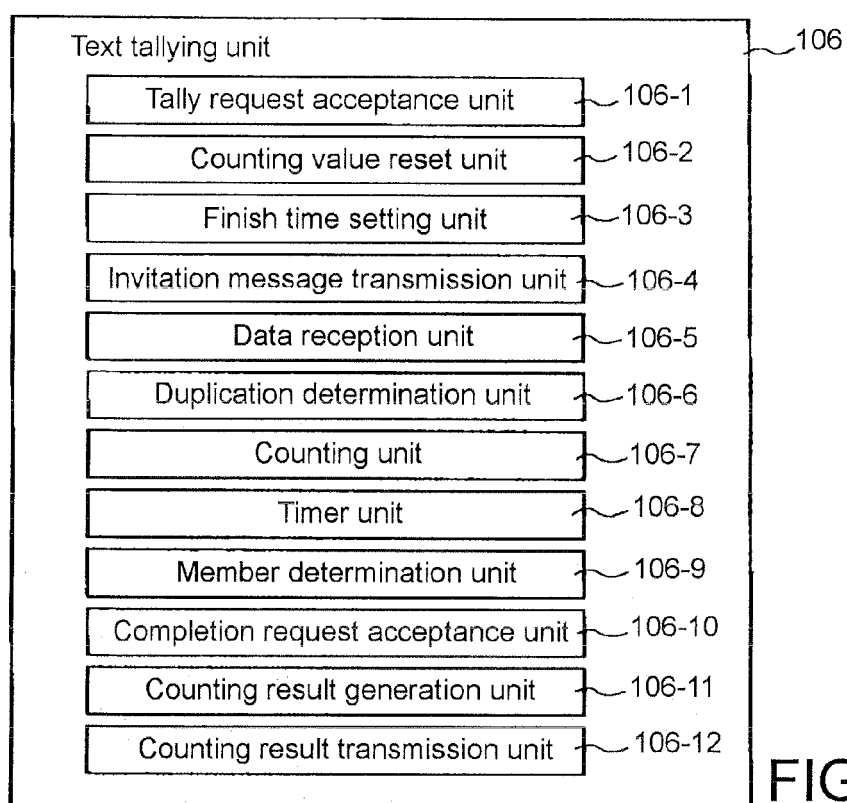 Text tallying unit 106
Tally request acceptance unit 106-1
Counting value reset unit 106-2
Finish time setting unit 106-3
Invitation message transmission unit 106-4
Data reception unit 106-5
Duplication determination unit 106-6
Counting unit 106-7
Timer unit 106-8
Member determination unit 106-9
Completion request acceptance unit 106-10
Counting result generation unit 106-11
Counting result transmission unit 106-12
FIG